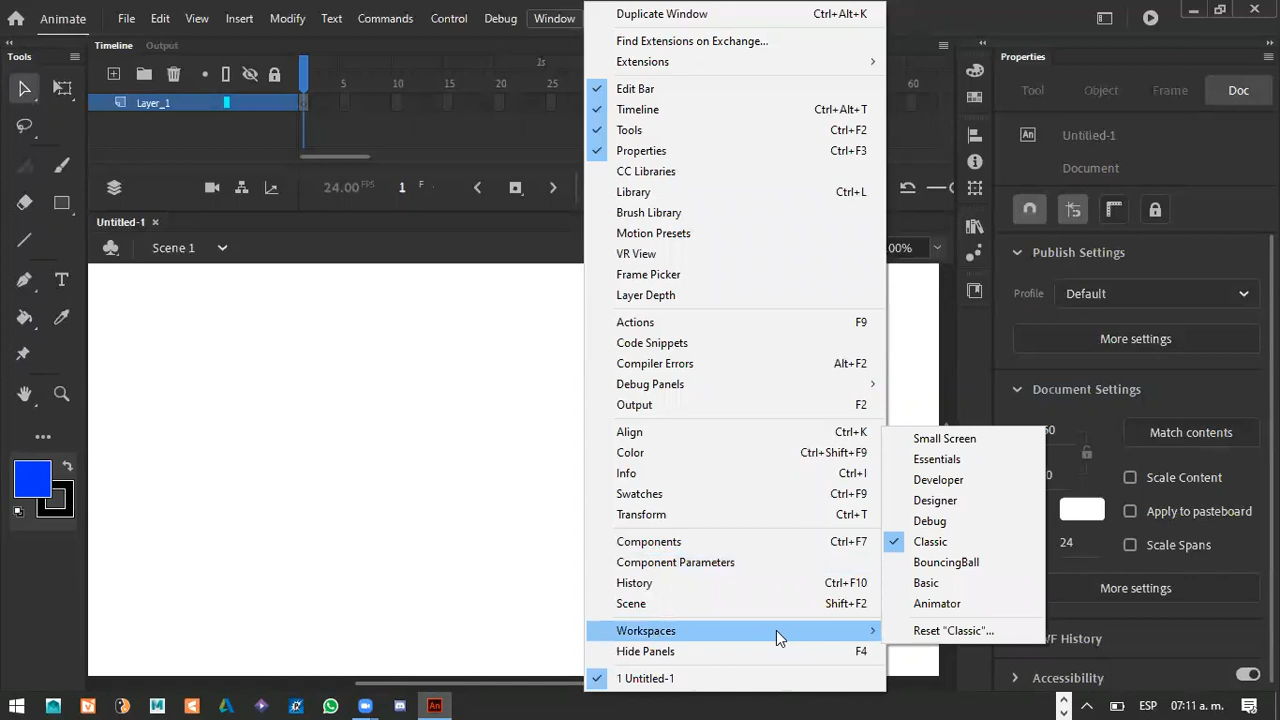 Animate
File
Edit
View
Insert
Modify
Text
Commands
Control
Debug
Window
Duplicate Window Ctrl+Alt+K
Find Extensions on Exchange...
Extensions
Edit Bar
Timeline Ctrl+Alt+T
Tools Ctrl+F2
Properties Ctrl+F3
CC Libraries
Library Ctrl+L
Brush Library
Motion Presets
VR View
Frame Picker
Layer Depth
Actions F9
Code Snippets
Compiler Errors Alt+F2
Debug Panels
Output F2
Align Ctrl+K
Color Ctrl+Shift+F9
Info Ctrl+I
Swatches Ctrl+F9
Transform Ctrl+T
Components Ctrl+F7
Component Parameters
History Ctrl+F10
Scene Shift+F2
Workspaces
Hide Panels F4
1 Untitled-1
Small Screen
Essentials
Developer
Designer
Debug
Classic
BouncingBall
Basic
Animator
Reset "Classic"...
Tools
Timeline
Output
1s
5 10 15 20 25 60
Layer_1
24.00 FPS 1 F
Untitled-1
Scene 1
00%
Properties
Tool
Object
Frame
Doc
An
Untitled-1
Document
Publish Settings
Profile Default
More settings
Document Settings
Match contents
Scale Content
Apply to pasteboard
24
Scale Spans
More settings
VF History
Accessibility
An
ESP 07:11 a. m.